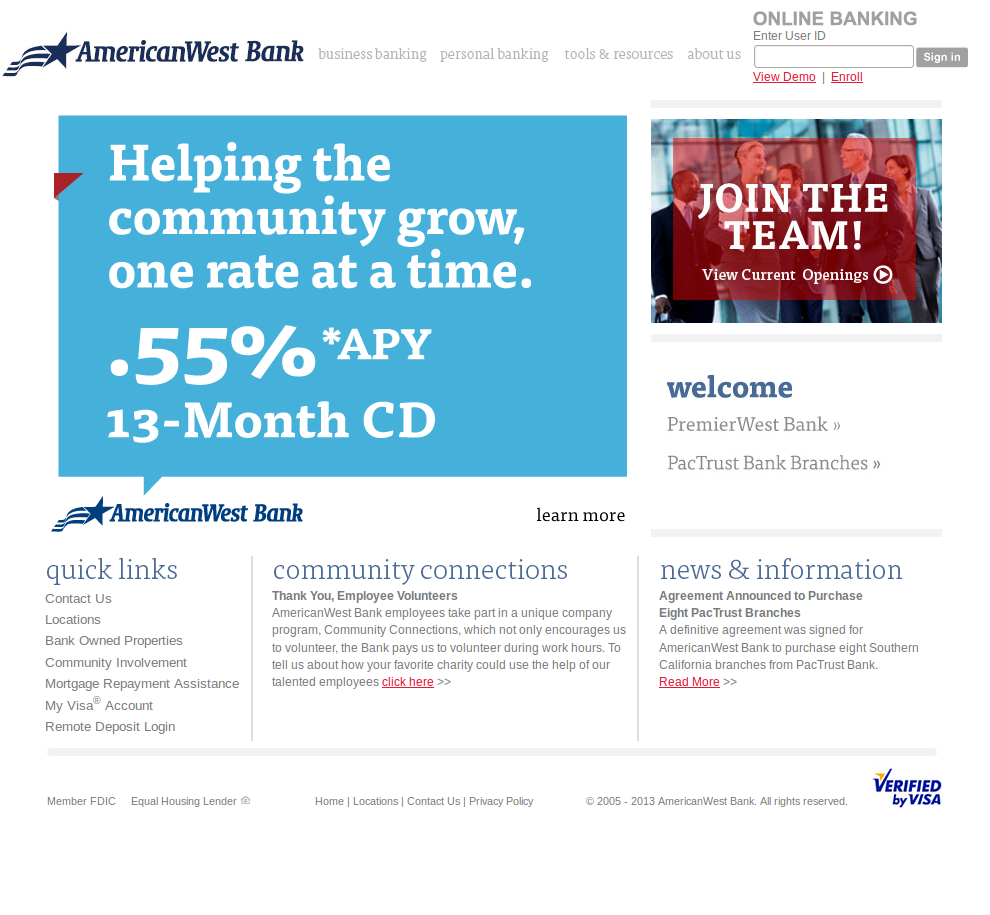 AmericanWest Bank
business banking personal banking tools & resources about us
ONLINE BANKING
Enter User ID
Sign in
View Demo | Enroll
Helping the
community grow,
one rate at a time.
.55% *APY
13-Month CD
AmericanWest Bank
learn more
JOIN THE
TEAM!
View Current Openings
welcome
PremierWest Bank »
PacTrust Bank Branches »
quick links
Contact Us
Locations
Bank Owned Properties
Community Involvement
Mortgage Repayment Assistance
My Visa® Account
Remote Deposit Login
community connections
Thank You, Employee Volunteers
AmericanWest Bank employees take part in a unique company
program, Community Connections, which not only encourages us
to volunteer, the Bank pays us to volunteer during work hours. To
tell us about how your favorite charity could use the help of our
talented employees click here >>
news & information
Agreement Announced to Purchase
Eight PacTrust Branches
A definitive agreement was signed for
AmericanWest Bank to purchase eight Southern
California branches from PacTrust Bank.
Read More >>
Member FDIC Equal Housing Lender
Home | Locations | Contact Us | Privacy Policy
© 2005 - 2013 AmericanWest Bank. All rights reserved.
VERIFIED
by VISA